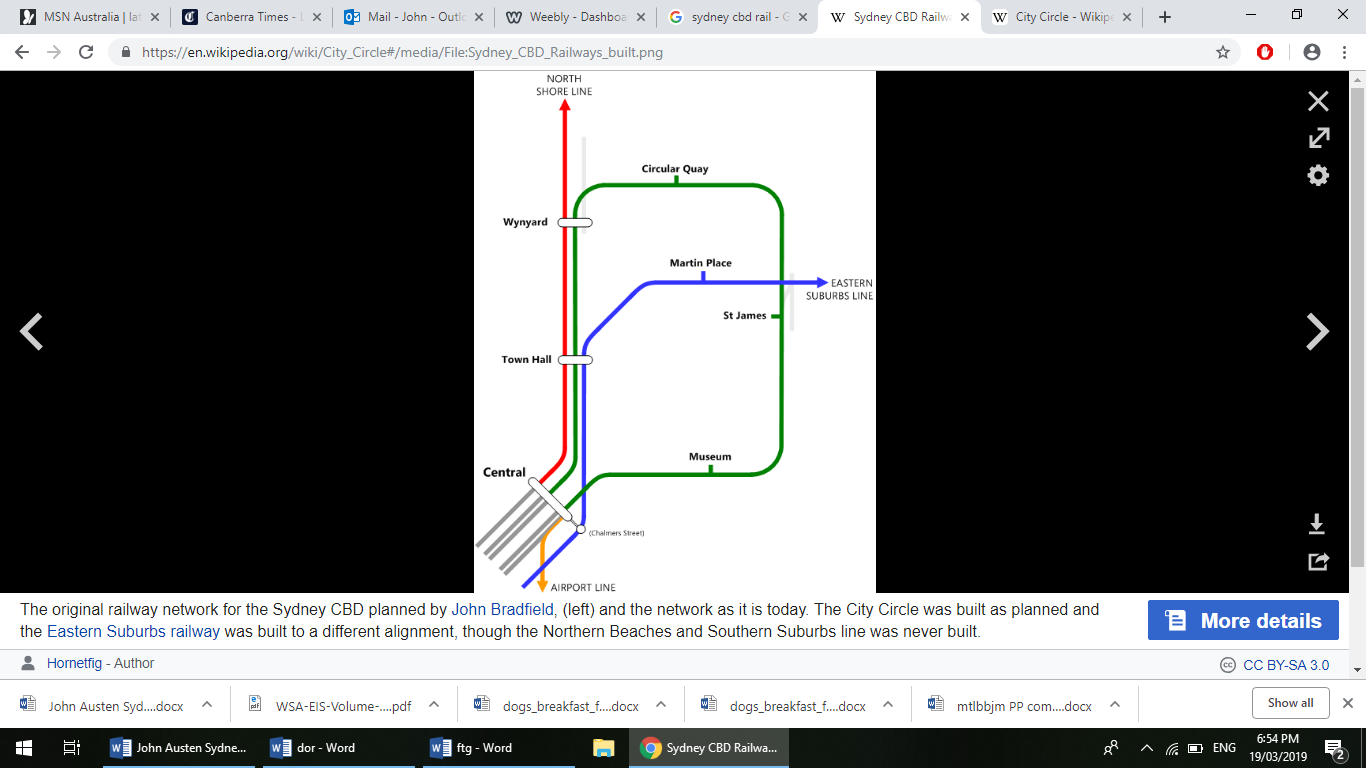 MSN Australia | lat
Canberra Times - L
Mail - John - Outlo
Weebly - Dashboa
sydney cbd rail - G
Sydney CBD Railw
City Circle - Wikipe
https://en.wikipedia.org/wiki/City_Circle#/media/File:Sydney_CBD_Railways_built.png
NORTH
SHORE LINE
Circular Quay
Wynyard
Martin Place
EASTERN
SUBURBS LINE
St James
Town Hall
Museum
Central
(Chalmers Street)
AIRPORT LINE
The original railway network for the Sydney CBD planned by John Bradfield, (left) and the network as it is today. The City Circle was built as planned and
the Eastern Suburbs railway was built to a different alignment, though the Northern Beaches and Southern Suburbs line was never built.
More details
Hornetfig - Author
CC BY-SA 3.0
John Austen Syd....docx
WSA-EIS-Volume-....pdf
dogs_breakfast_f....docx
dogs_breakfast_f....docx
mtlbbjm PP com....docx
Show all
John Austen Sydne...
dor - Word
ftg - Word
Sydney CBD Railwa...
ENG
6:54 PM
19/03/2019
2